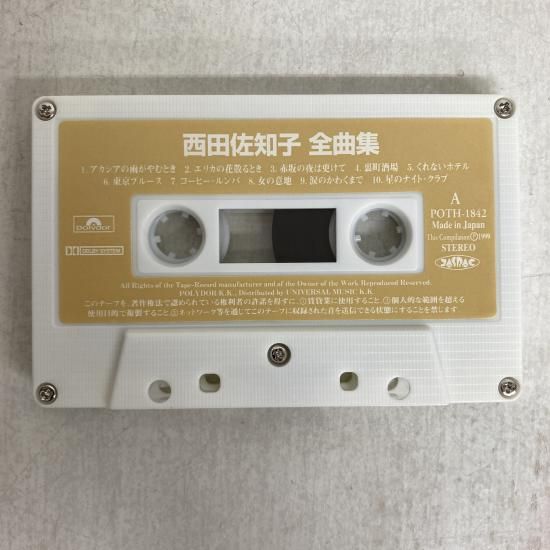 西田佐知子 全曲集
1. アカシアの雨がやむとき 2. エリカの花散るとき 3. 赤坂の夜は更けて 4. 裏町酒場 5. くれないホテル
6. 東京ブルース 7. コーヒー・ルンバ 8. 女の意地 9. 涙のかわくまで 10. 星のナイト・クラブ
A
POTH-1842
Made in Japan
This Compilation Ⓟ1999
STEREO
JASRAC
polydor
DOLBY SYSTEM
All Rights of the Tape-Record manufacturer and of the Owner of the Work Reproduced Reserved.
POLYDOR K.K., Distributed by UNIVERSAL MUSIC K.K.
このテープを、著作権法で認められている権利者の許諾を得ずに、①賃貸業に使用すること、②個人的な範囲を超える
使用目的で複製すること、③ネットワーク等を通じてこのテープに収録された音を送信できる状態にすることを禁じます